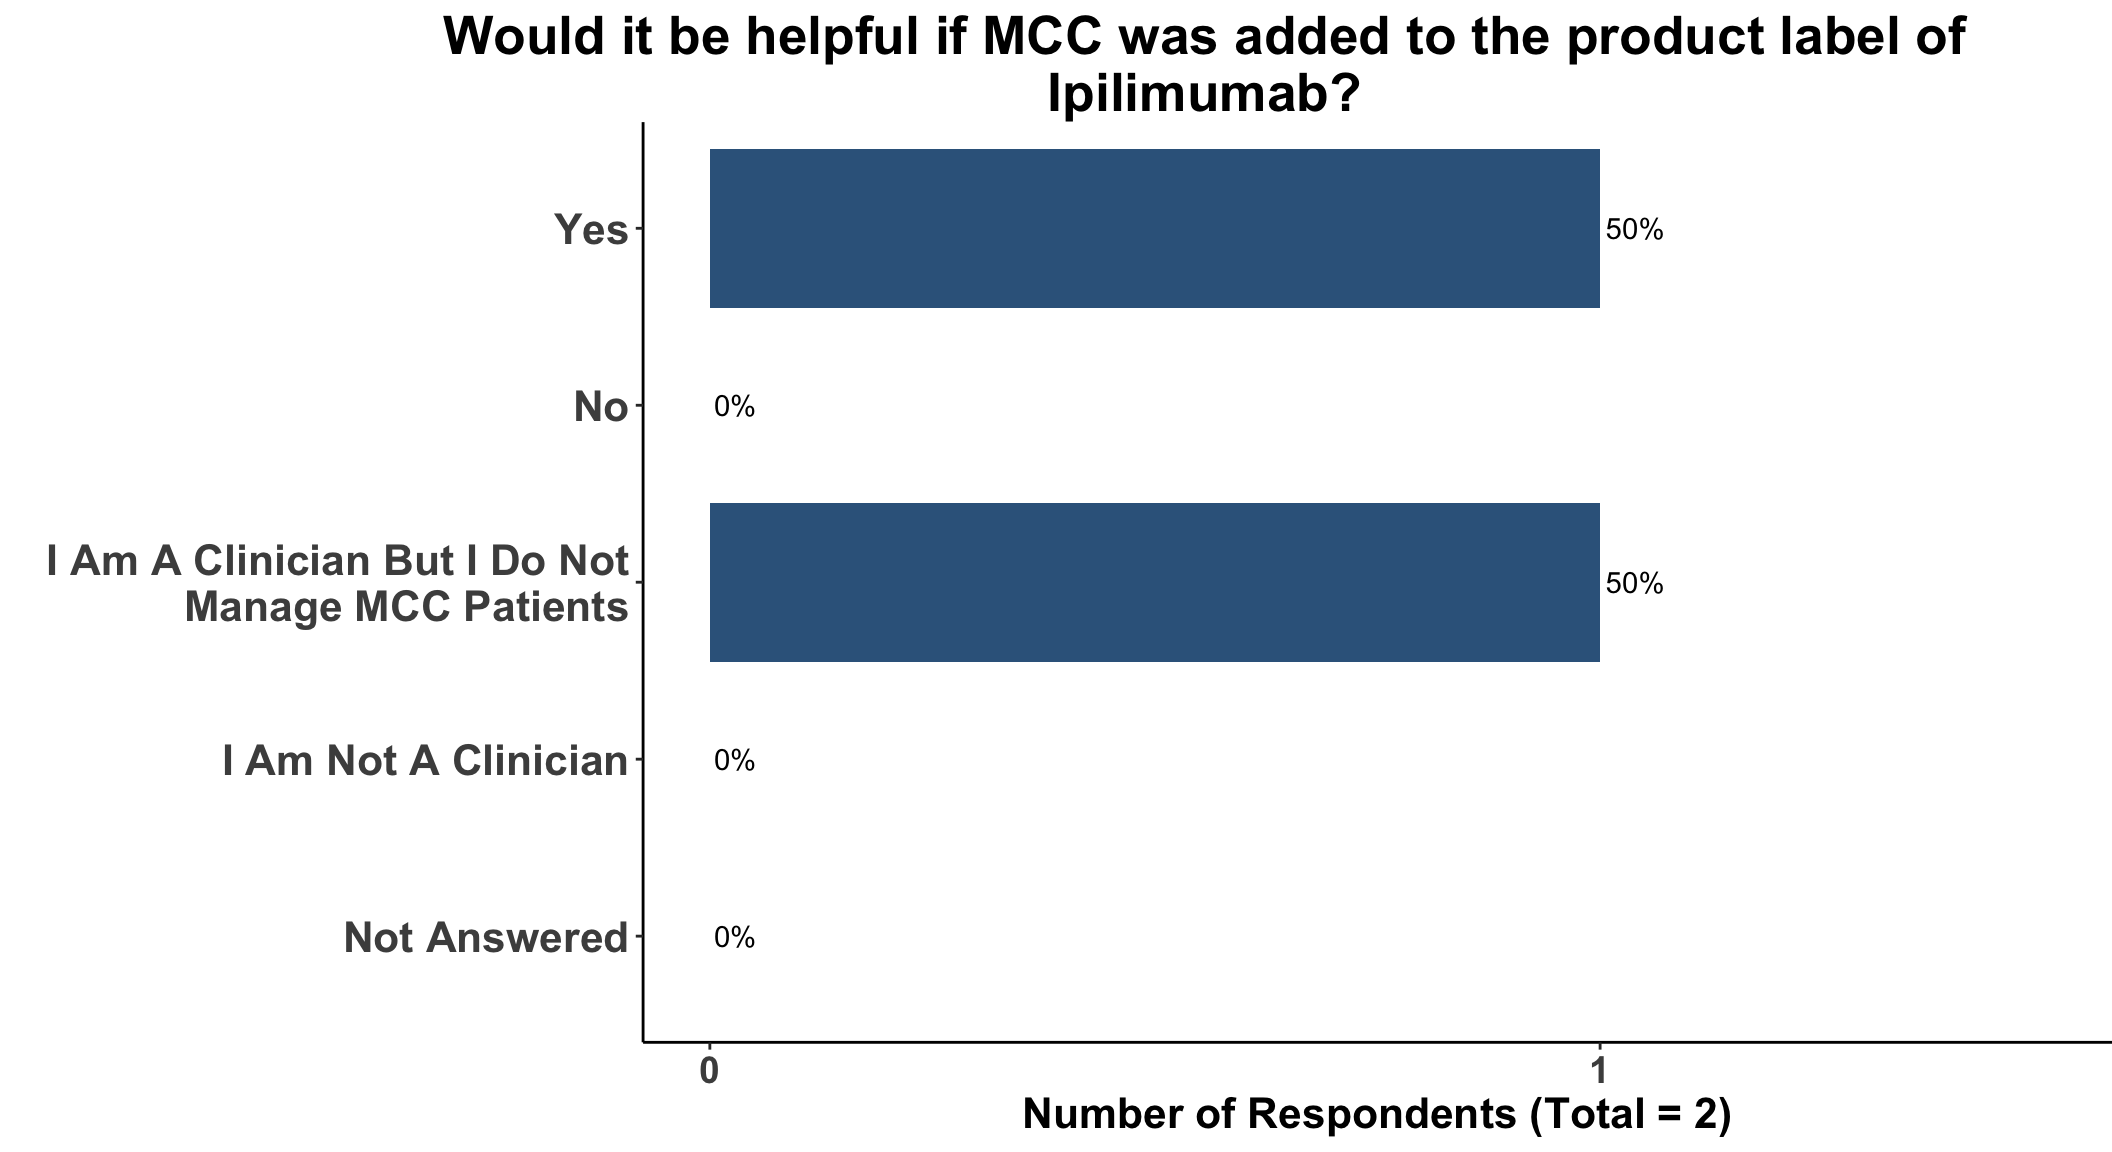 Would it be helpful if MCC was added to the product label of
Ipilimumab?
Yes
50%
No
0%
I Am A Clinician But I Do Not
Manage MCC Patients
50%
I Am Not A Clinician
0%
Not Answered
0%
0
1
Number of Respondents (Total = 2)